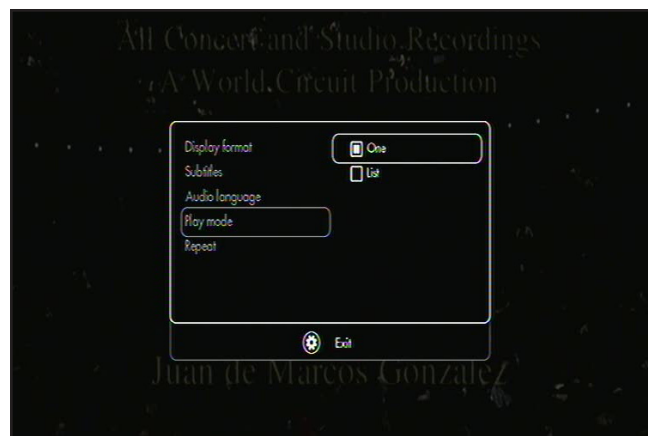 All Concert and Studio Recordings
A World Circuit Production
Display format
One
Subtitles
List
Audio language
Play mode
Repeat
Exit
Juan de Marcos Gonzalez